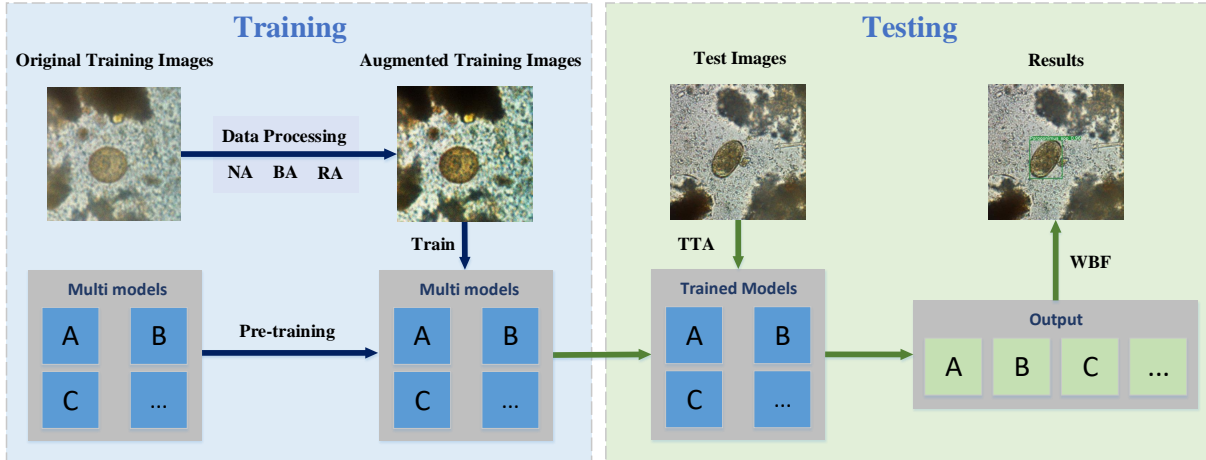 Training
Original Training Images
Augmented Training Images
Data Processing
NA BA RA
Train
Multi models
A B
C ...
Pre-training
Multi models
A B
C ...
Testing
Test Images
Results
TTA
WBF
Trained Models
A B
C ...
Output
A B C ...